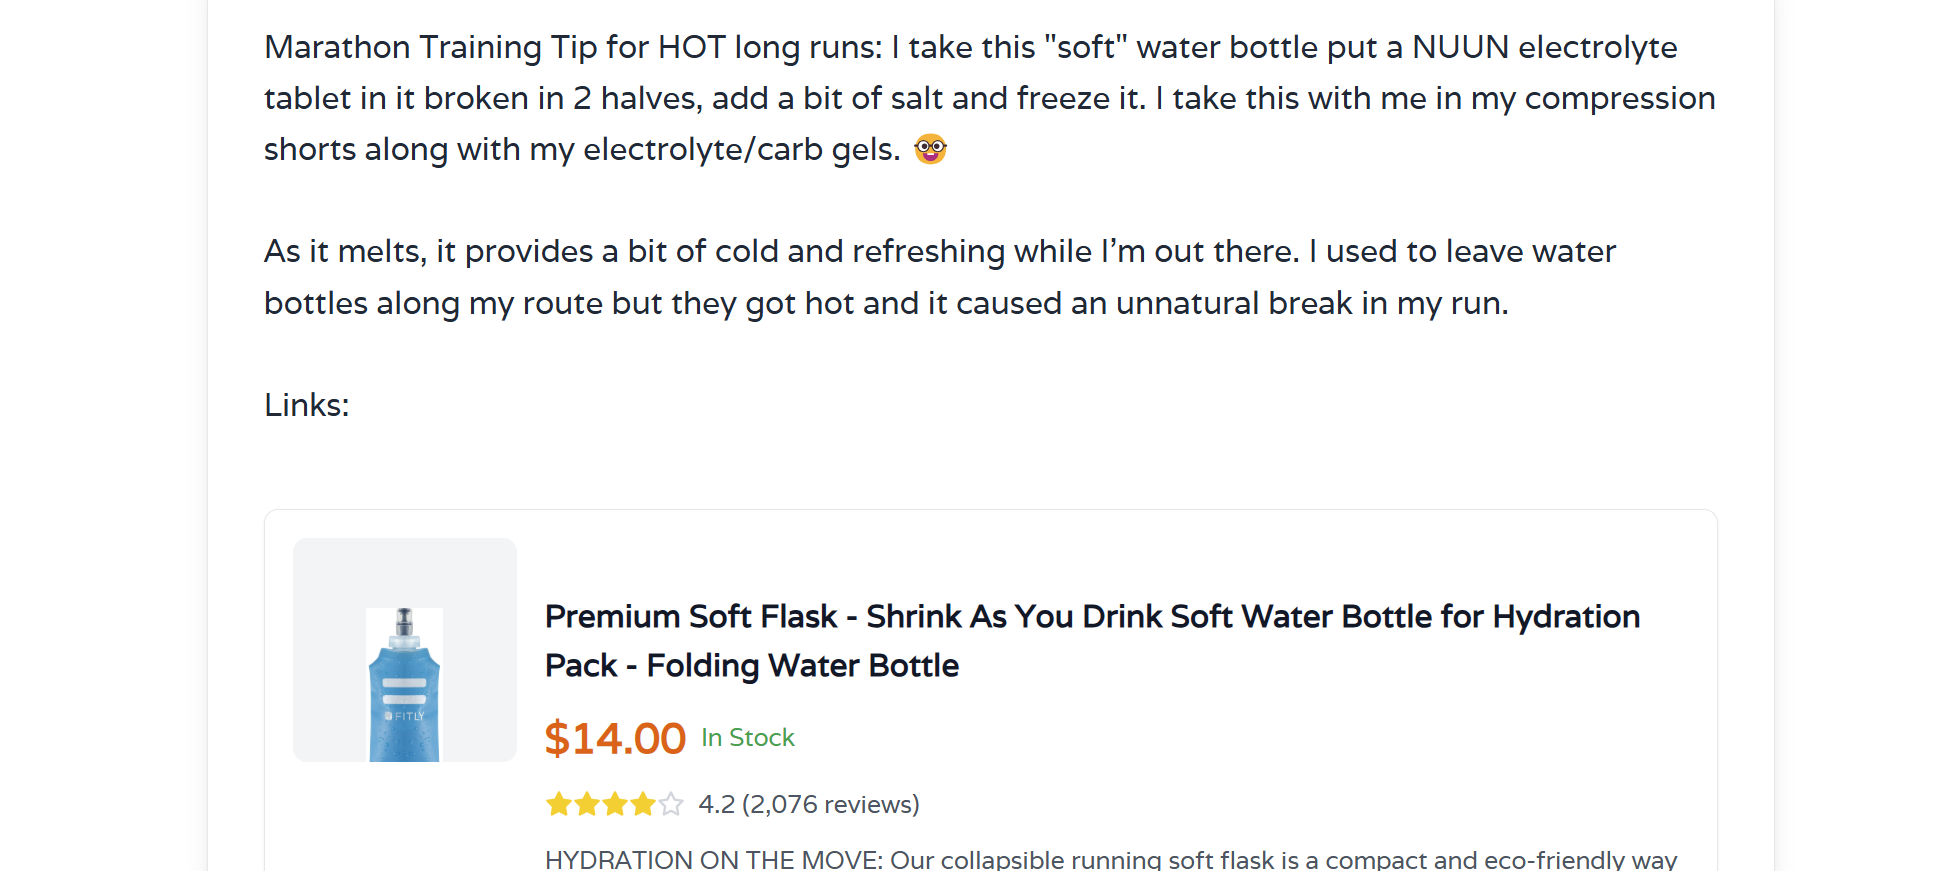 Marathon Training Tip for HOT long runs: I take this "soft" water bottle put a NUUN electrolyte
tablet in it broken in 2 halves, add a bit of salt and freeze it. I take this with me in my compression
shorts along with my electrolyte/carb gels. 🤓
As it melts, it provides a bit of cold and refreshing while I’m out there. I used to leave water
bottles along my route but they got hot and it caused an unnatural break in my run.
Links:
FITLY
Premium Soft Flask - Shrink As You Drink Soft Water Bottle for Hydration
Pack - Folding Water Bottle
$14.00 In Stock
4.2 (2,076 reviews)
HYDRATION ON THE MOVE: Our collapsible running soft flask is a compact and eco-friendly way